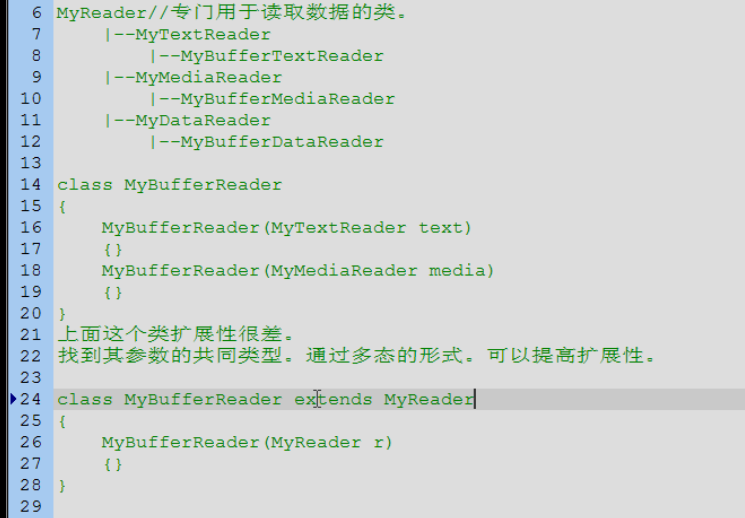 6 MyReader//专门用于读取数据的类。
7     |--MyTextReader
8         |--MyBufferTextReader
9     |--MyMediaReader
10         |--MyBufferMediaReader
11     |--MyDataReader
12         |--MyBufferDataReader
13
14 class MyBufferReader
15 {
16     MyBufferReader(MyTextReader text)
17     {}
18     MyBufferReader(MyMediaReader media)
19     {}
20 }
21 上面这个类扩展性很差。
22 找到其参数的共同类型。通过多态的形式。可以提高扩展性。
23
24 class MyBufferReader extends MyReader
25 {
26     MyBufferReader(MyReader r)
27     {}
28 }
29